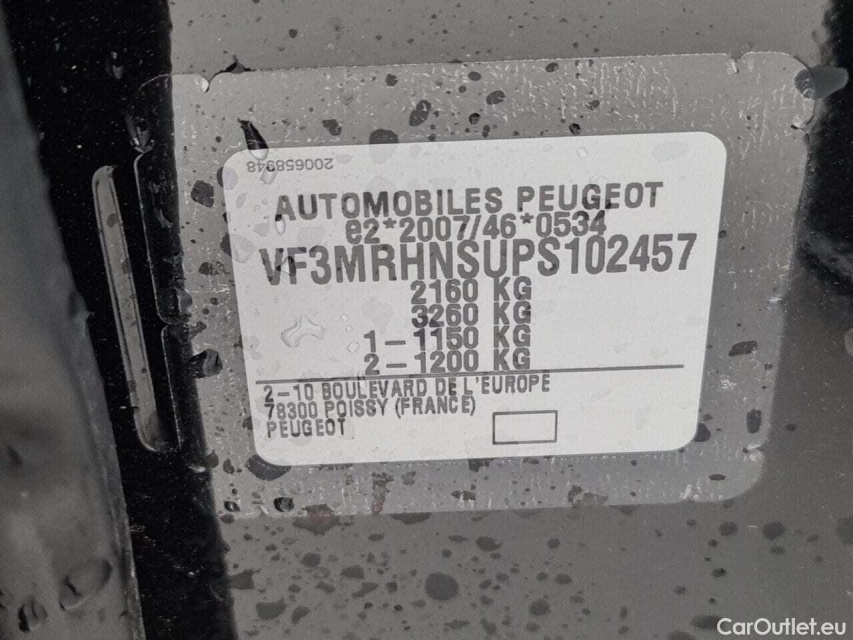 200658948
AUTOMOBILES PEUGEOT
e2*2007/46*0534
VF3MRHNSUPS102457
2160 KG
3260 KG
1-1150 KG
2-1200 KG
2-10 BOULEVARD DE L'EUROPE
78300 POISSY (FRANCE)
PEUGEOT
CarOutlet.eu